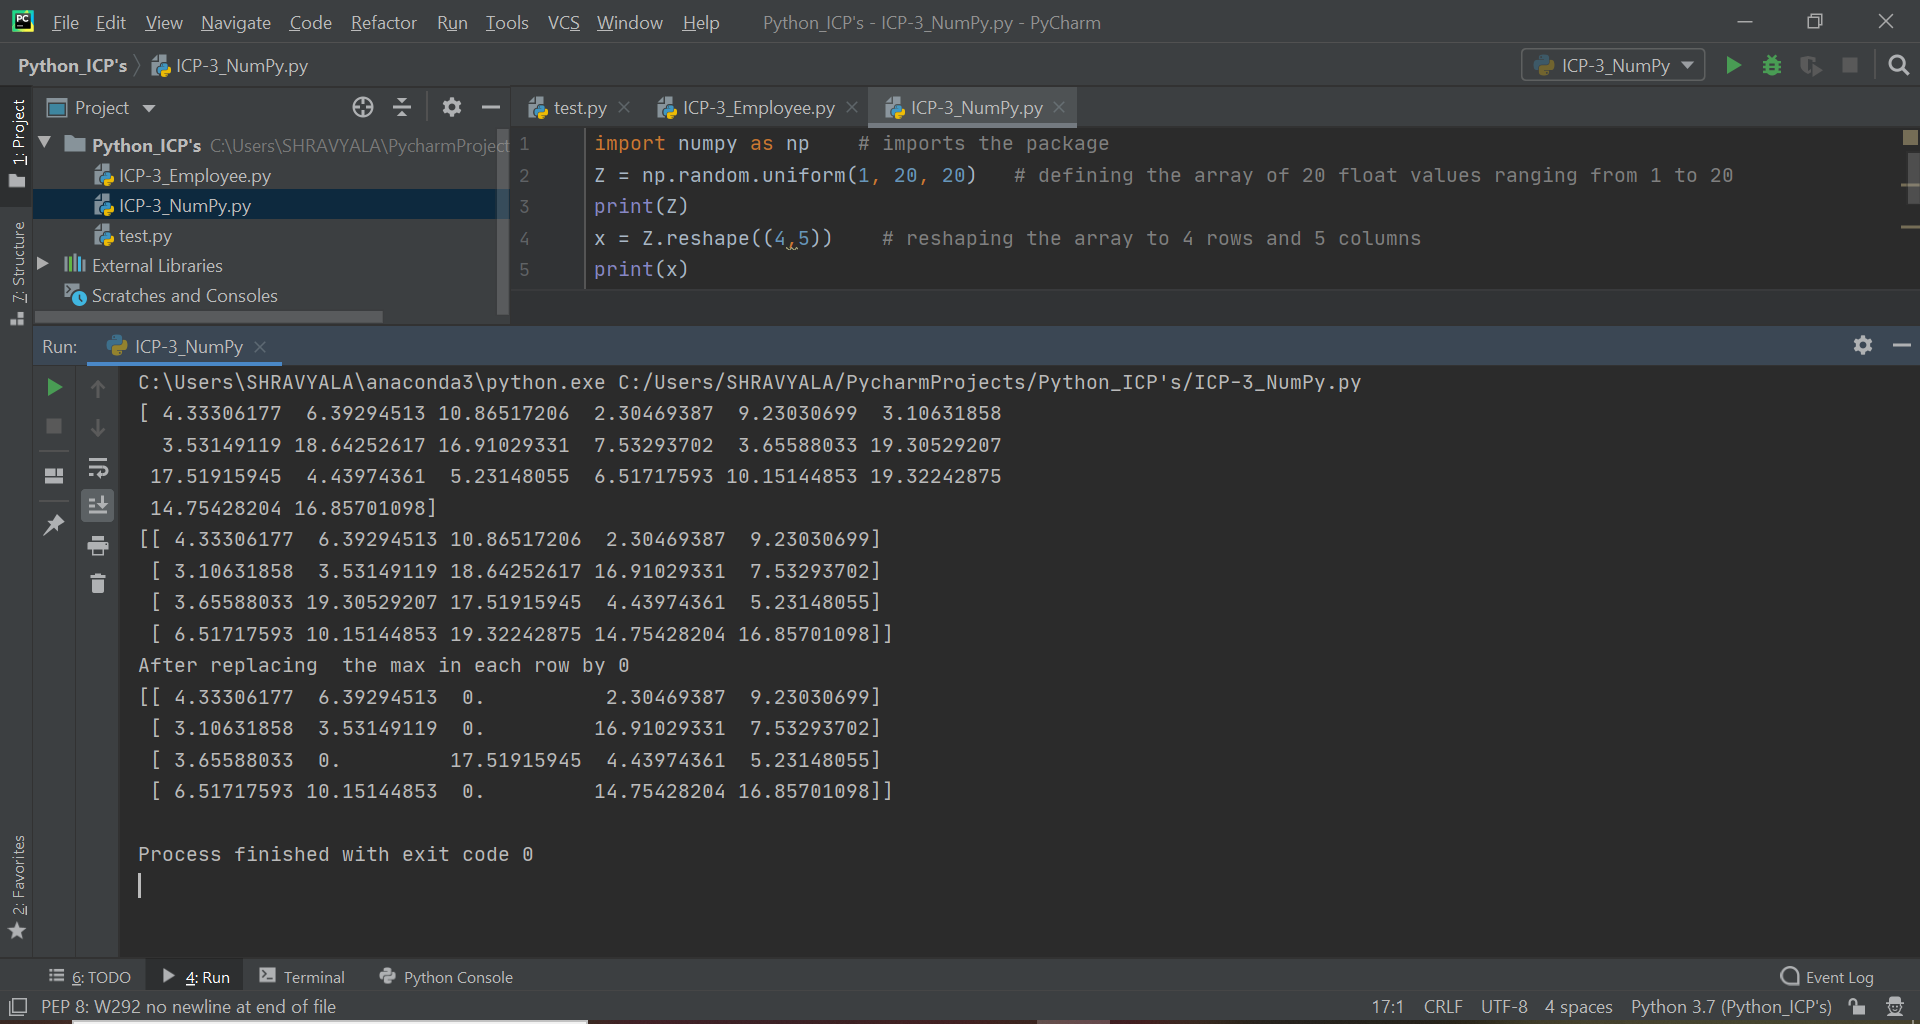 PC File Edit View Navigate Code Refactor Run Tools VCS Window Help Python_ICP's - ICP-3_NumPy.py - PyCharm
Python_ICP's ICP-3_NumPy.py ICP-3_NumPy
1: Project
Project
test.py ICP-3_Employee.py ICP-3_NumPy.py
Python_ICP's C:\Users\SHRAVYALA\PycharmProject
ICP-3_Employee.py
ICP-3_NumPy.py
test.py
External Libraries
Scratches and Consoles
7: Structure
1 import numpy as np    # imports the package
2 Z = np.random.uniform(1, 20, 20)   # defining the array of 20 float values ranging from 1 to 20
3 print(Z)
4 x = Z.reshape((4,5))    # reshaping the array to 4 rows and 5 columns
5 print(x)
Run: ICP-3_NumPy
C:\Users\SHRAVYALA\anaconda3\python.exe C:/Users/SHRAVYALA/PycharmProjects/Python_ICP's/ICP-3_NumPy.py
[ 4.33306177  6.39294513 10.86517206  2.30469387  9.23030699  3.10631858
  3.53149119 18.64252617 16.91029331  7.53293702  3.65588033 19.30529207
 17.51915945  4.43974361  5.23148055  6.51717593 10.15144853 19.32242875
 14.75428204 16.85701098]
[[ 4.33306177  6.39294513 10.86517206  2.30469387  9.23030699]
 [ 3.10631858  3.53149119 18.64252617 16.91029331  7.53293702]
 [ 3.65588033 19.30529207 17.51915945  4.43974361  5.23148055]
 [ 6.51717593 10.15144853 19.32242875 14.75428204 16.85701098]]
After replacing  the max in each row by 0
[[ 4.33306177  6.39294513  0.          2.30469387  9.23030699]
 [ 3.10631858  3.53149119  0.         16.91029331  7.53293702]
 [ 3.65588033  0.         17.51915945  4.43974361  5.23148055]
 [ 6.51717593 10.15144853  0.         14.75428204 16.85701098]]
Process finished with exit code 0
2: Favorites
6: TODO 4: Run Terminal Python Console Event Log
PEP 8: W292 no newline at end of file 17:1 CRLF UTF-8 4 spaces Python 3.7 (Python_ICP's)